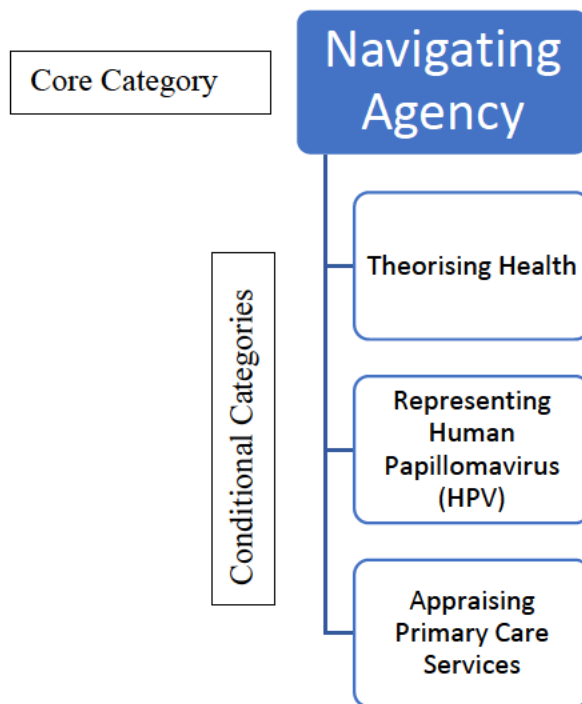 Core Category
Navigating
Agency
Conditional Categories
Theorising Health
Representing
Human
Papillomavirus
(HPV)
Appraising
Primary Care
Services